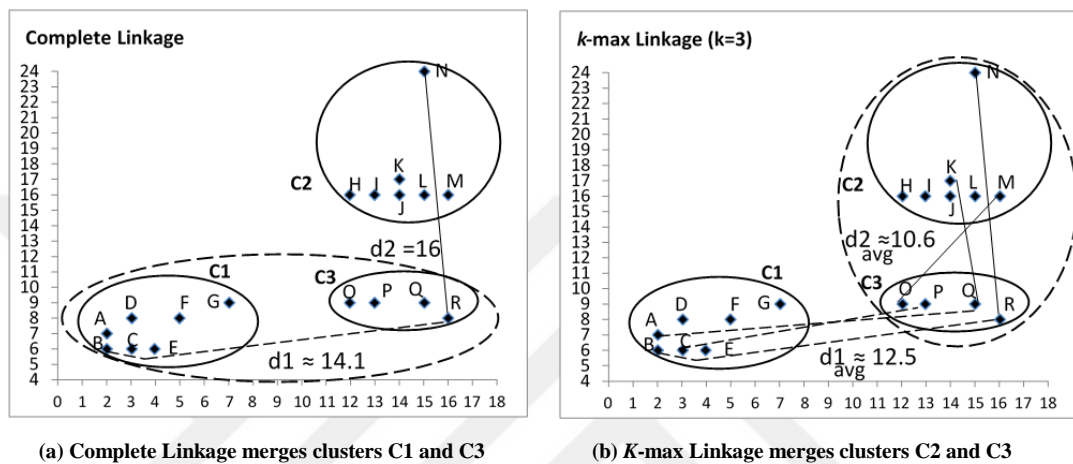 Complete Linkage
24
23
22
21
20
19
18
17
16
15
14
13
12
11
10
9
8
7
6
5
4
0 1 2 3 4 5 6 7 8 9 10 11 12 13 14 15 16 17 18
N
K
C2 H I L M
J
d2 =16
C1
C3
D F G O P Q
R
A
B C E
d1 ≈ 14.1
(a) Complete Linkage merges clusters C1 and C3
k-max Linkage (k=3)
24
23
22
21
20
19
18
17
16
15
14
13
12
11
10
9
8
7
6
5
4
0 1 2 3 4 5 6 7 8 9 10 11 12 13 14 15 16 17 18
N
K
C2 H I L M
J
d2 ≈10.6
avg
C1
C3
D F G O P Q
R
A
B C E
d1 ≈ 12.5
avg
(b) K-max Linkage merges clusters C2 and C3